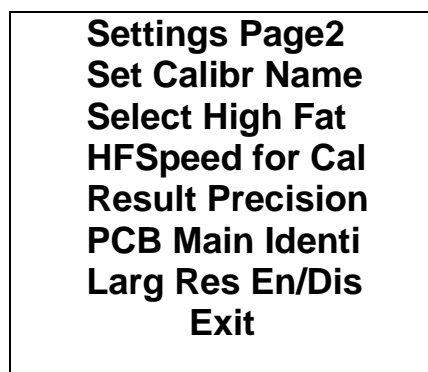 Settings Page2
Set Calibr Name
Select High Fat
HFSpeed for Cal
Result Precision
PCB Main Identi
Larg Res En/Dis
Exit